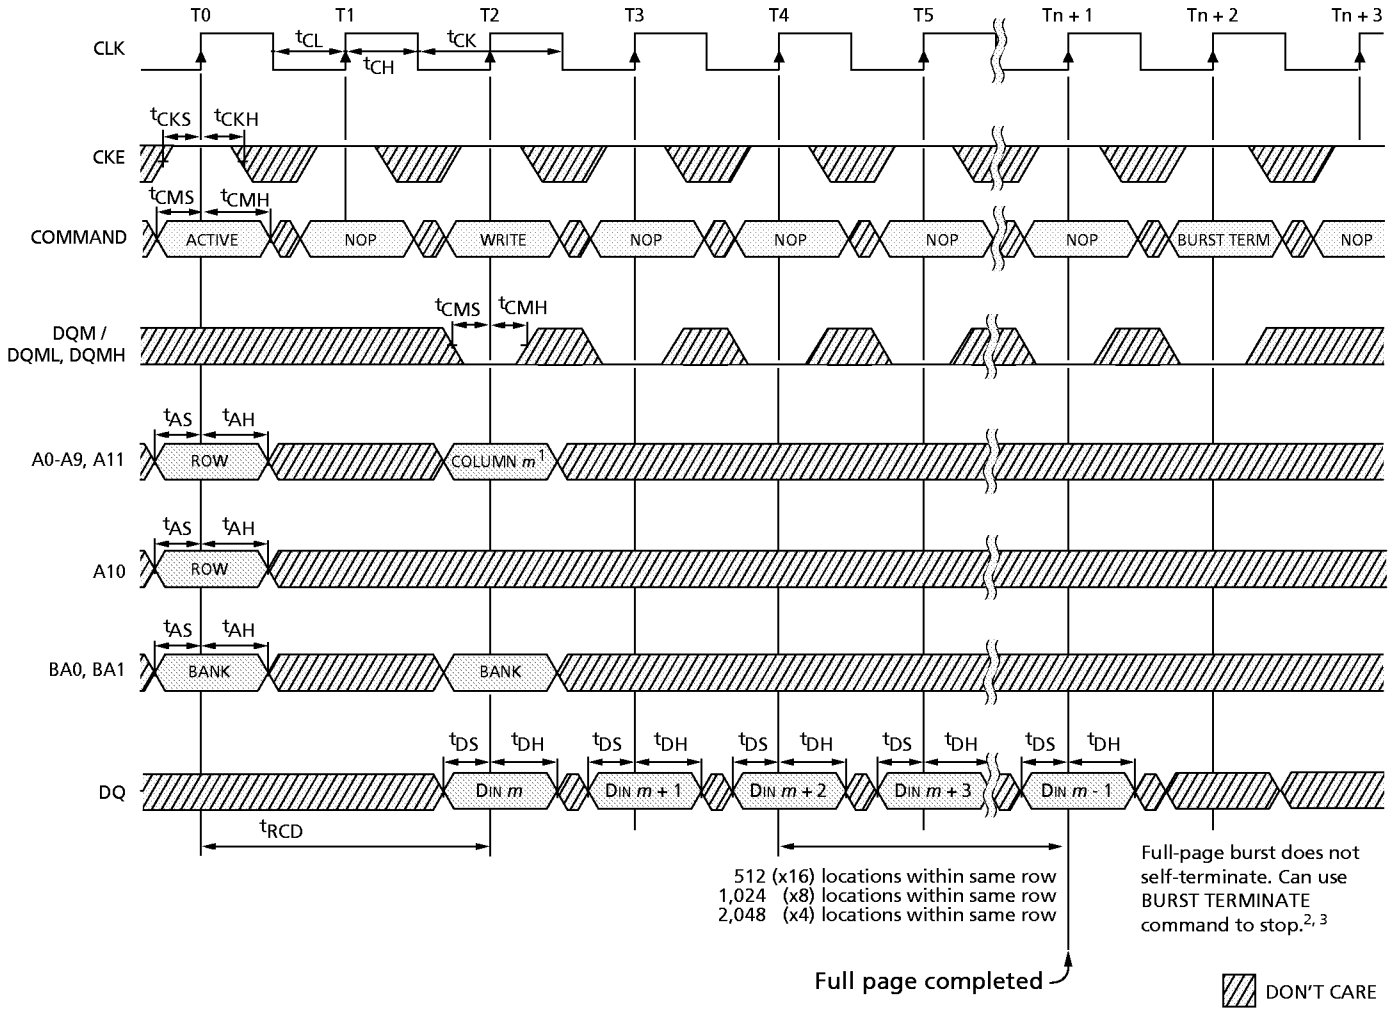 T0 T1 T2 T3 T4 T5 Tn + 1 Tn + 2 Tn + 3
CLK
tCL tCH tCK
tCKS tCKH
CKE
tCMS tCMH
COMMAND ACTIVE NOP WRITE NOP NOP NOP NOP BURST TERM NOP
tCMS tCMH
DQM /
DQML, DQMH
tAS tAH
A0-A9, A11 ROW COLUMN m1
tAS tAH
A10 ROW
tAS tAH
BA0, BA1 BANK BANK
tDS tDH tDS tDH tDS tDH tDS tDH tDS tDH
DQ DIN m DIN m + 1 DIN m + 2 DIN m + 3 DIN m - 1
tRCD
512 (x16) locations within same row
1,024 (x8) locations within same row
2,048 (x4) locations within same row
Full-page burst does not
self-terminate. Can use
BURST TERMINATE
command to stop.2, 3
Full page completed
DON'T CARE